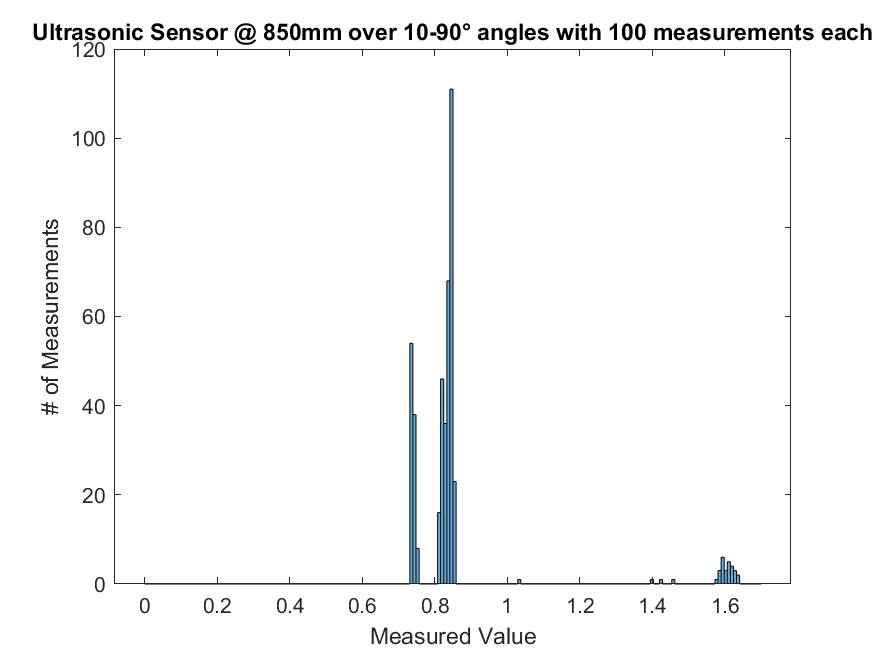 Ultrasonic Sensor @ 850mm over 10-90° angles with 100 measurements each
120
100
80
60
40
20
0
# of Measurements
0 0.2 0.4 0.6 0.8 1 1.2 1.4 1.6
Measured Value